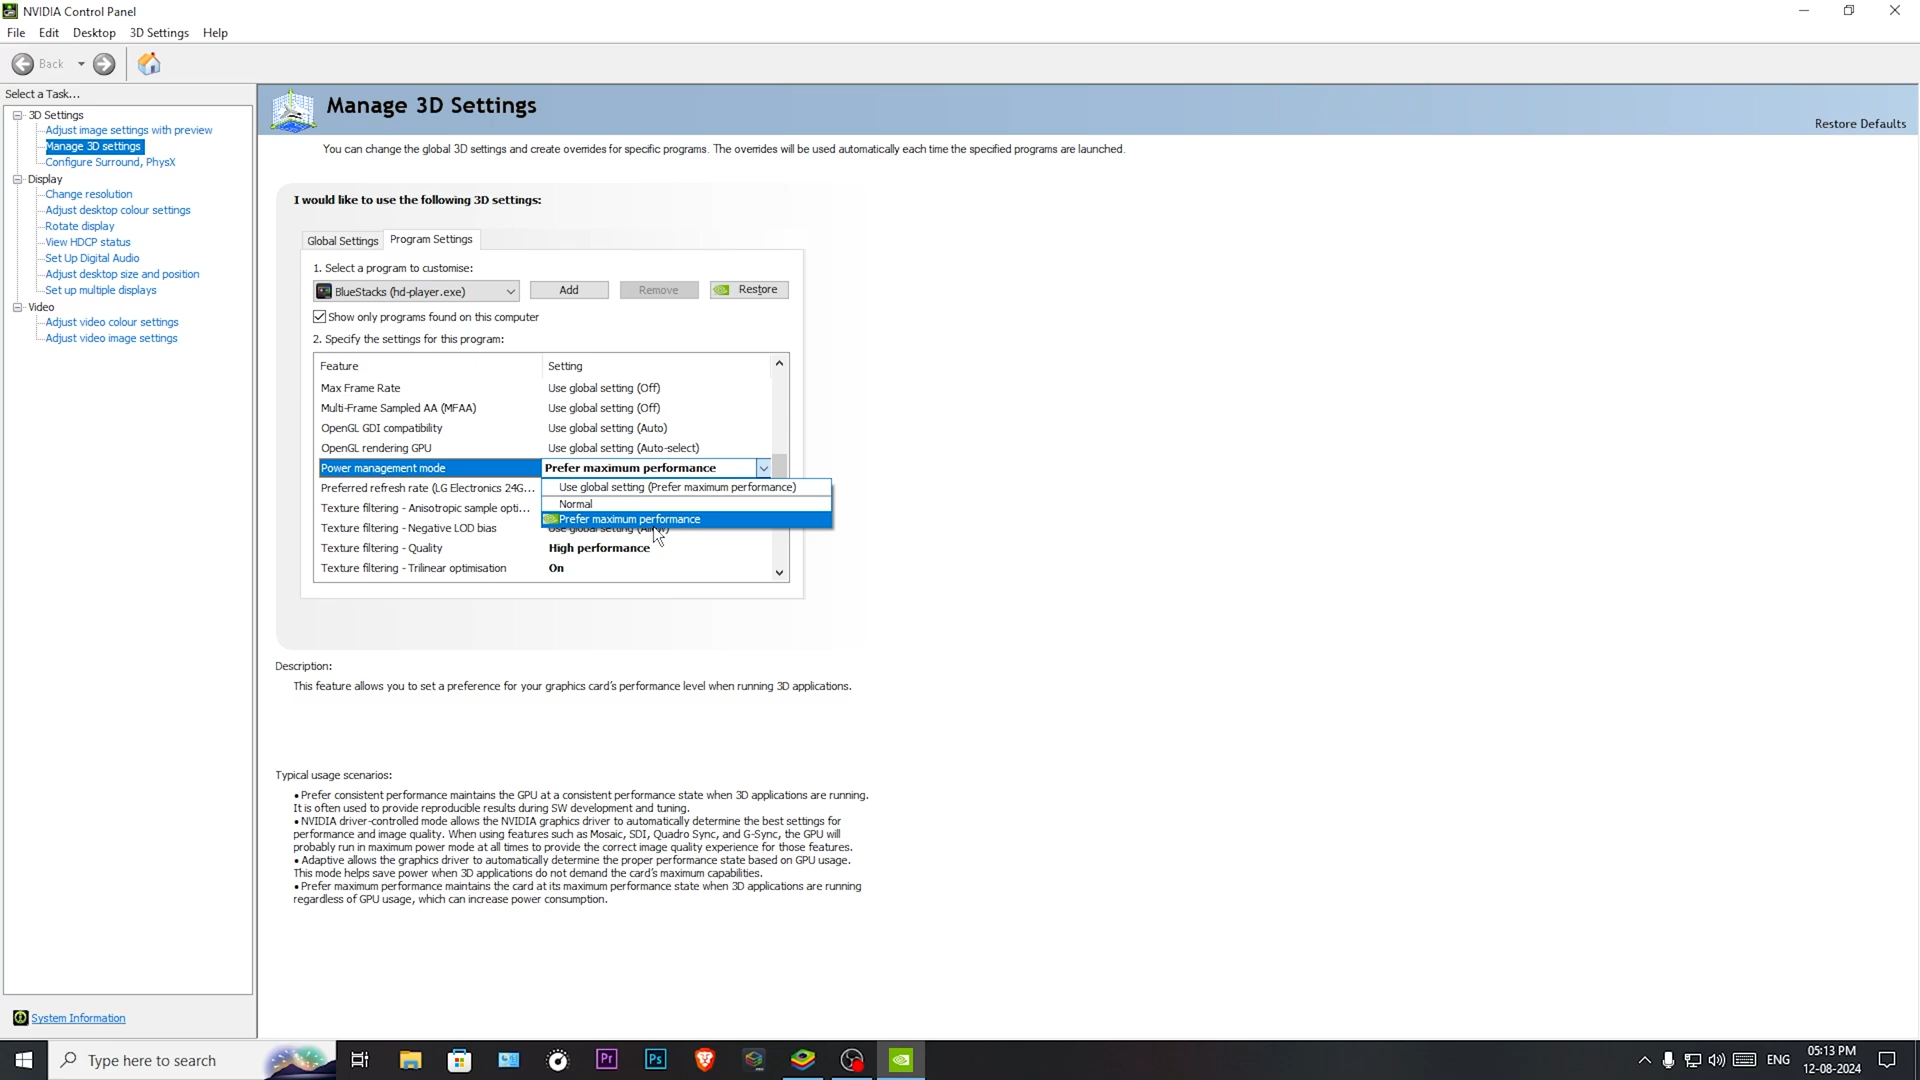 NVIDIA Control Panel
File Edit Desktop 3D Settings Help
Back
Select a Task...
3D Settings
Adjust image settings with preview
Manage 3D settings
Configure Surround, PhysX
Display
Change resolution
Adjust desktop colour settings
Rotate display
View HDCP status
Set Up Digital Audio
Adjust desktop size and position
Set up multiple displays
Video
Adjust video colour settings
Adjust video image settings
System Information
Manage 3D Settings
Restore Defaults
You can change the global 3D settings and create overrides for specific programs. The overrides will be used automatically each time the specified programs are launched.
I would like to use the following 3D settings:
Global Settings Program Settings
1. Select a program to customise:
BlueStacks (hd-player.exe) Add Remove Restore
Show only programs found on this computer
2. Specify the settings for this program:
Feature Setting
Max Frame Rate Use global setting (Off)
Multi-Frame Sampled AA (MFAA) Use global setting (Off)
OpenGL GDI compatibility Use global setting (Auto)
OpenGL rendering GPU Use global setting (Auto-select)
Power management mode Prefer maximum performance
Preferred refresh rate (LG Electronics 24G... Use global setting (Prefer maximum performance)
Normal
Texture filtering - Anisotropic sample opti... Prefer maximum performance
Texture filtering - Negative LOD bias Use global setting (Allow)
Texture filtering - Quality High performance
Texture filtering - Trilinear optimisation On
Description:
This feature allows you to set a preference for your graphics card's performance level when running 3D applications.
Typical usage scenarios:
• Prefer consistent performance maintains the GPU at a consistent performance state when 3D applications are running.
It is often used to provide reproducible results during SW development and tuning.
• NVIDIA driver-controlled mode allows the NVIDIA graphics driver to automatically determine the best settings for
performance and image quality. When using features such as Mosaic, SDI, Quadro Sync, and G-Sync, the GPU will
probably run in maximum power mode at all times to provide the correct image quality experience for those features.
• Adaptive allows the graphics driver to automatically determine the proper performance state based on GPU usage.
This mode helps save power when 3D applications do not demand the card's maximum capabilities.
• Prefer maximum performance maintains the card at its maximum performance state when 3D applications are running
regardless of GPU usage, which can increase power consumption.
Type here to search
Pr
Ps
ENG
05:13 PM
12-08-2024